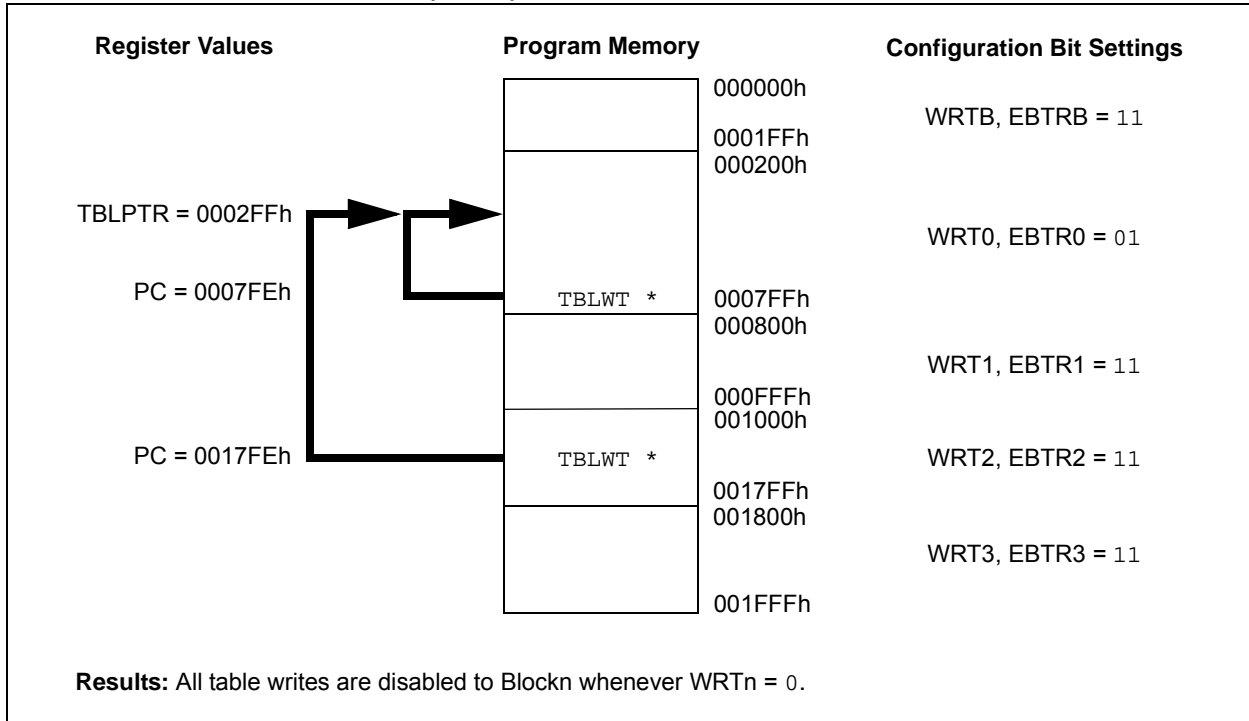 Register Values Program Memory Configuration Bit Settings
000000h
WRTB, EBTRB = 11
0001FFh
000200h
TBLPTR = 0002FFh
WRT0, EBTR0 = 01
PC = 0007FEh TBLWT * 0007FFh
000800h
WRT1, EBTR1 = 11
000FFFh
001000h
PC = 0017FEh TBLWT * WRT2, EBTR2 = 11
0017FFh
001800h
WRT3, EBTR3 = 11
001FFFh
Results: All table writes are disabled to Blockn whenever WRTn = 0.